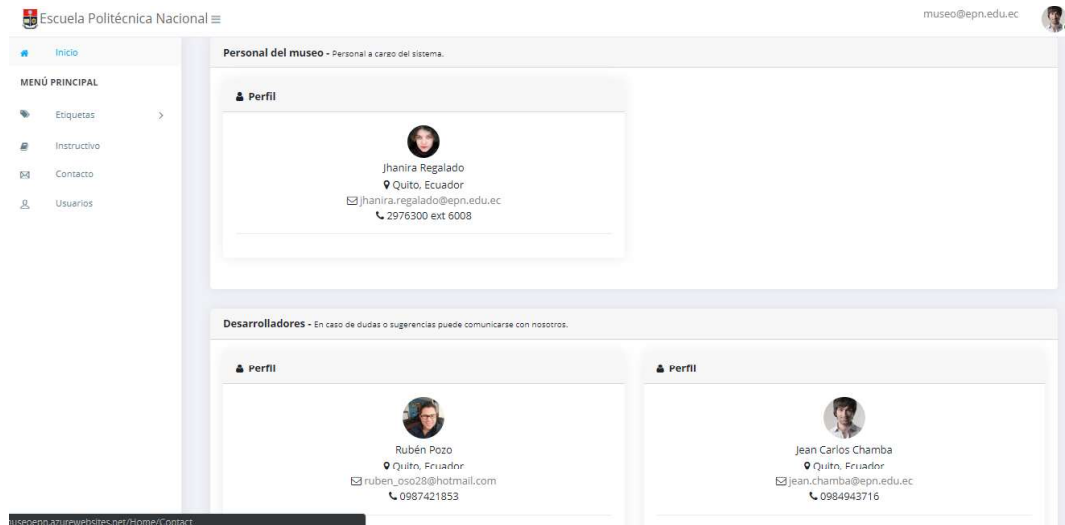 Escuela Politécnica Nacional
museo@epn.edu.ec
Inicio
MENÚ PRINCIPAL
Etiquetas
Instructivo
Contacto
Usuarios
Personal del museo - Personal a cargo del sistema.
Perfil
Jhanira Regalado
Quito, Ecuador
jhanira.regalado@epn.edu.ec
2976300 ext 6008
Desarrolladores - En caso de dudas o sugerencias puede comunicarse con nosotros.
Perfil
Rubén Pozo
Quito, Ecuador
ruben_oso28@hotmail.com
0987421853
Perfil
Jean Carlos Chamba
Quito, Ecuador
jean.chamba@epn.edu.ec
0984943716
museoepn.azurewebsites.net/Home/Contact